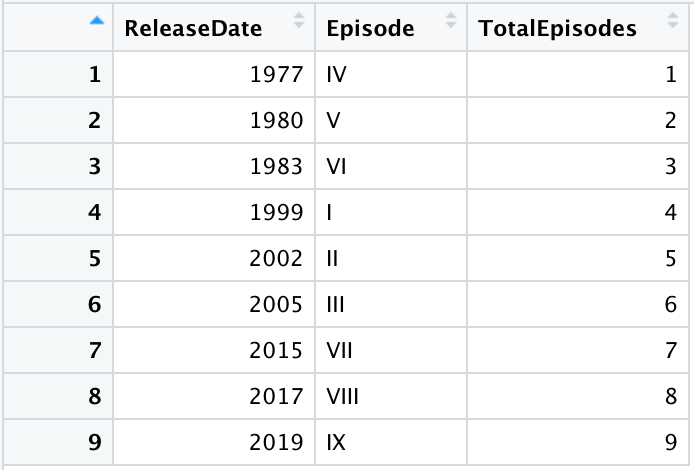 ReleaseDate Episode TotalEpisodes
1 1977 IV 1
2 1980 V 2
3 1983 VI 3
4 1999 I 4
5 2002 II 5
6 2005 III 6
7 2015 VII 7
8 2017 VIII 8
9 2019 IX 9